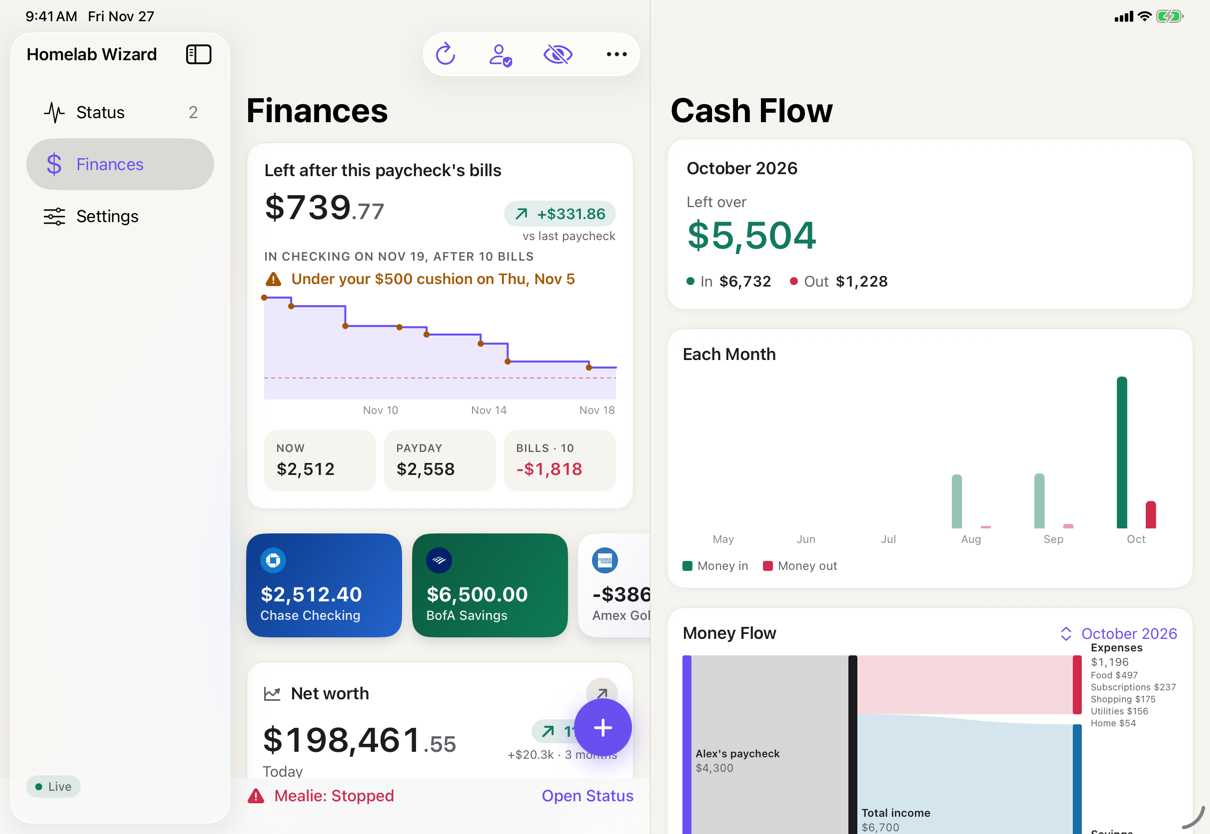 9:41 AM Fri Nov 27
Homelab Wizard
Status 2
Finances
Settings
Live
Finances
Left after this paycheck's bills
$739.77
+$331.86
vs last paycheck
IN CHECKING ON NOV 19, AFTER 10 BILLS
Under your $500 cushion on Thu, Nov 5
Nov 10 Nov 14 Nov 18
NOW
$2,512
PAYDAY
$2,558
BILLS · 10
-$1,818
$2,512.40
Chase Checking
$6,500.00
BofA Savings
-$386
Amex Gol
Net worth
$198,461.55
+$20.3k · 3 months
Today
Mealie: Stopped
Open Status
Cash Flow
October 2026
Left over
$5,504
In $6,732 Out $1,228
Each Month
May Jun Jul Aug Sep Oct
Money in Money out
Money Flow
October 2026
Expenses
$1,196
Food $497
Subscriptions $237
Shopping $175
Utilities $156
Home $54
Alex's paycheck
$4,300
Total income
$6,700
Savings